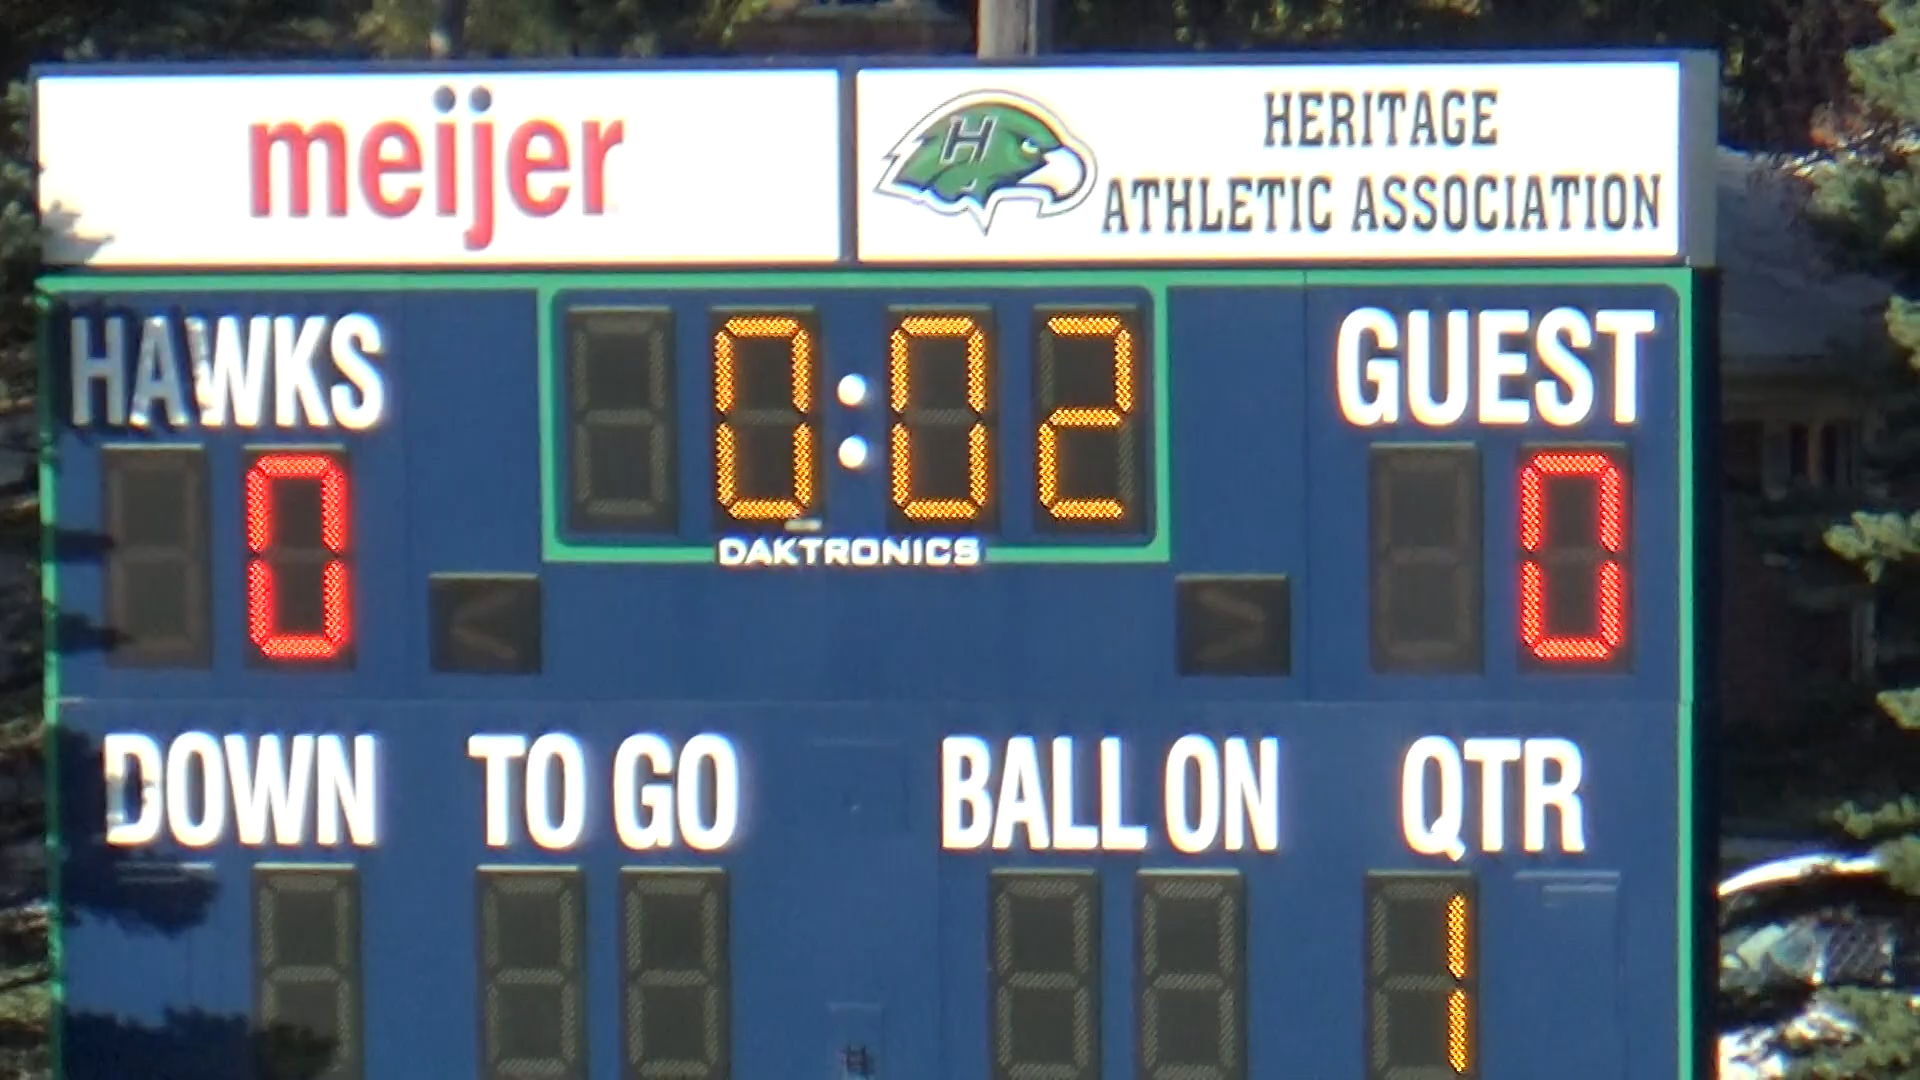 meijer
H
HERITAGE
ATHLETIC ASSOCIATION
HAWKS
0:02
GUEST
0
0
DAKTRONICS
DOWN
TO GO
BALL ON
QTR
1